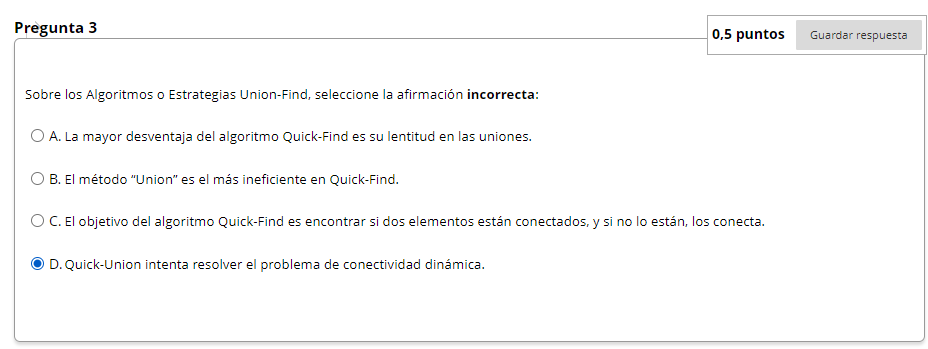 Pregunta 3
0,5 puntos
Guardar respuesta
Sobre los Algoritmos o Estrategias Union-Find, seleccione la afirmación incorrecta:
A. La mayor desventaja del algoritmo Quick-Find es su lentitud en las uniones.
B. El método “Union” es el más ineficiente en Quick-Find.
C. El objetivo del algoritmo Quick-Find es encontrar si dos elementos están conectados, y si no lo están, los conecta.
D. Quick-Union intenta resolver el problema de conectividad dinámica.